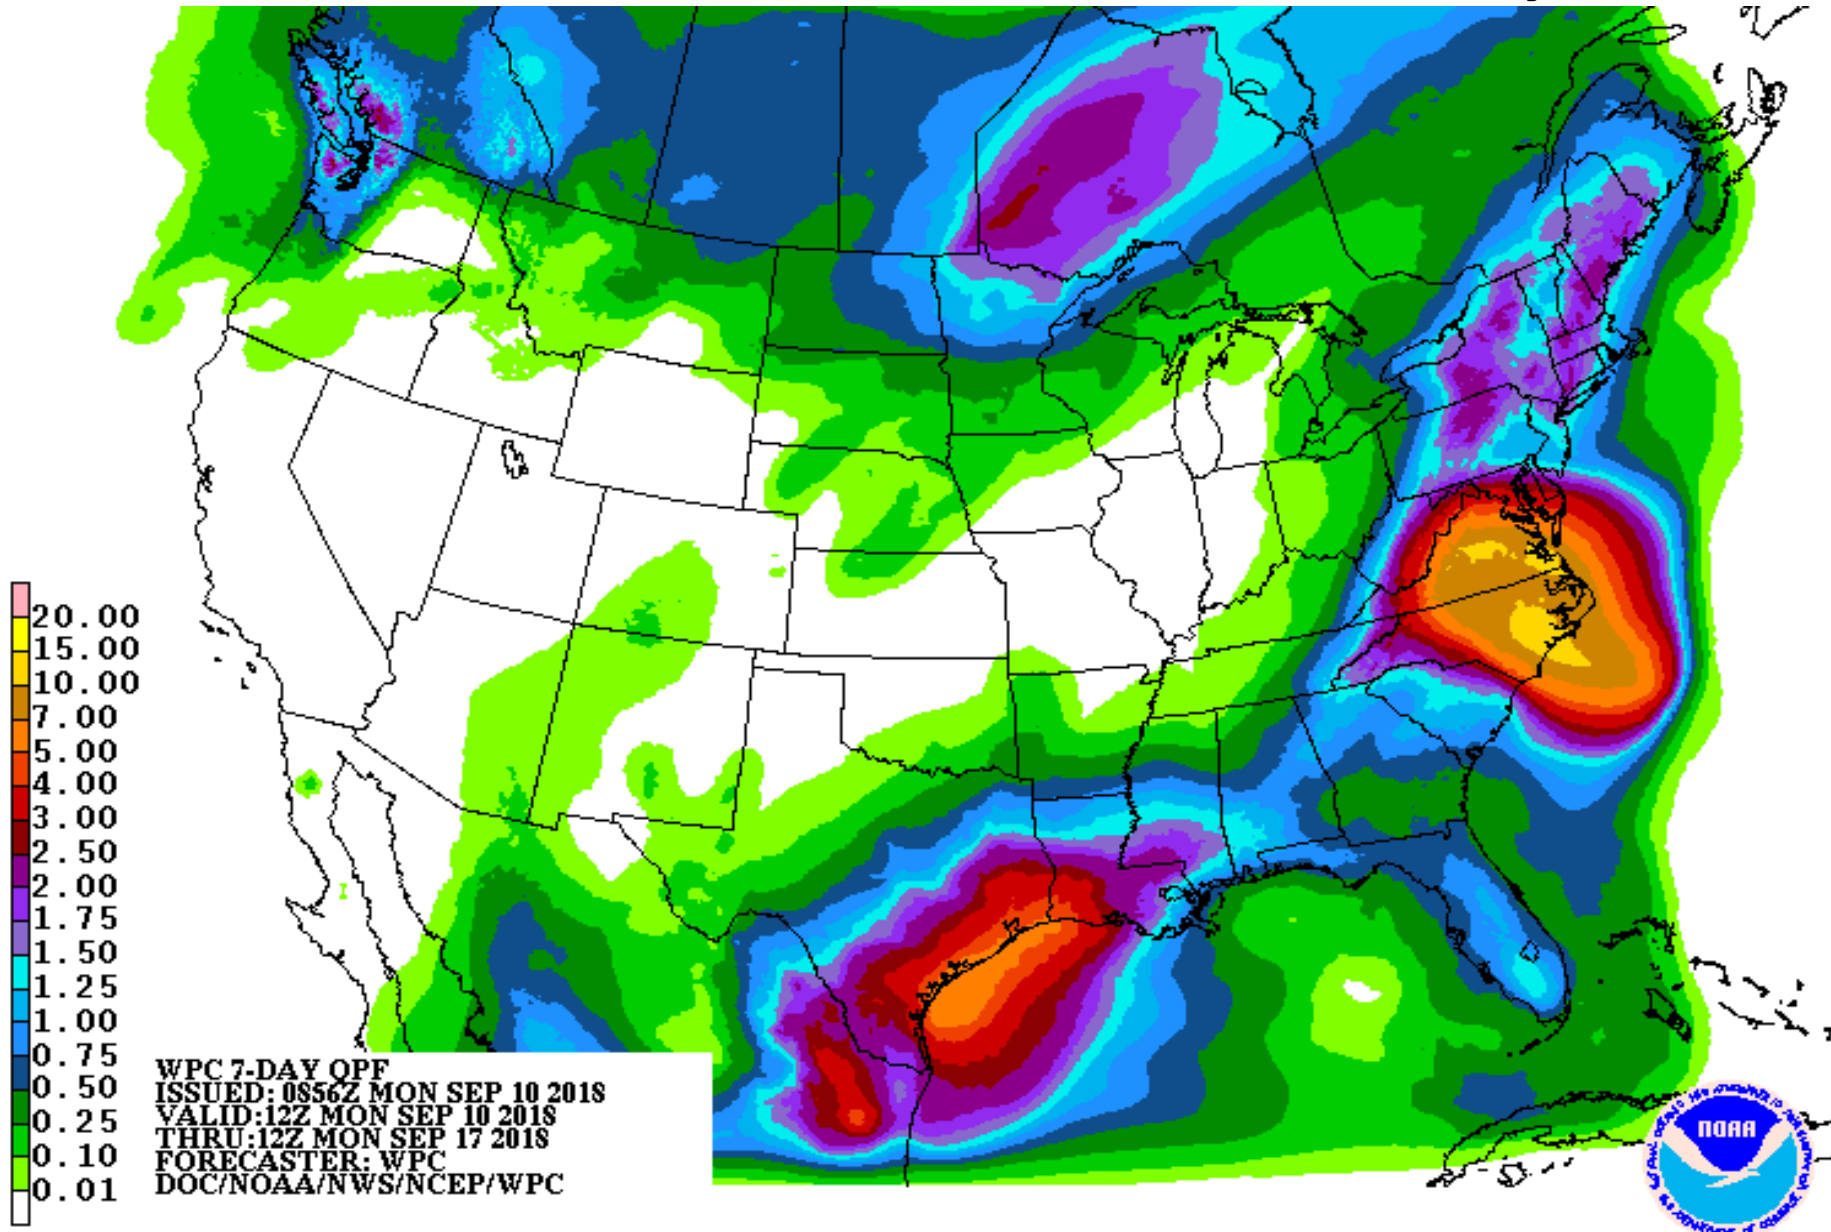 20.00
15.00
10.00
7.00
5.00
4.00
3.00
2.50
2.00
1.75
1.50
1.25
1.00
0.75
0.50
0.25
0.10
0.01
WPC 7-DAY QPF
ISSUED: 0856Z MON SEP 10 2018
VALID:12Z MON SEP 10 2018
THRU:12Z MON SEP 17 2018
FORECASTER: WPC
DOC/NOAA/NWS/NCEP/WPC
NOAA